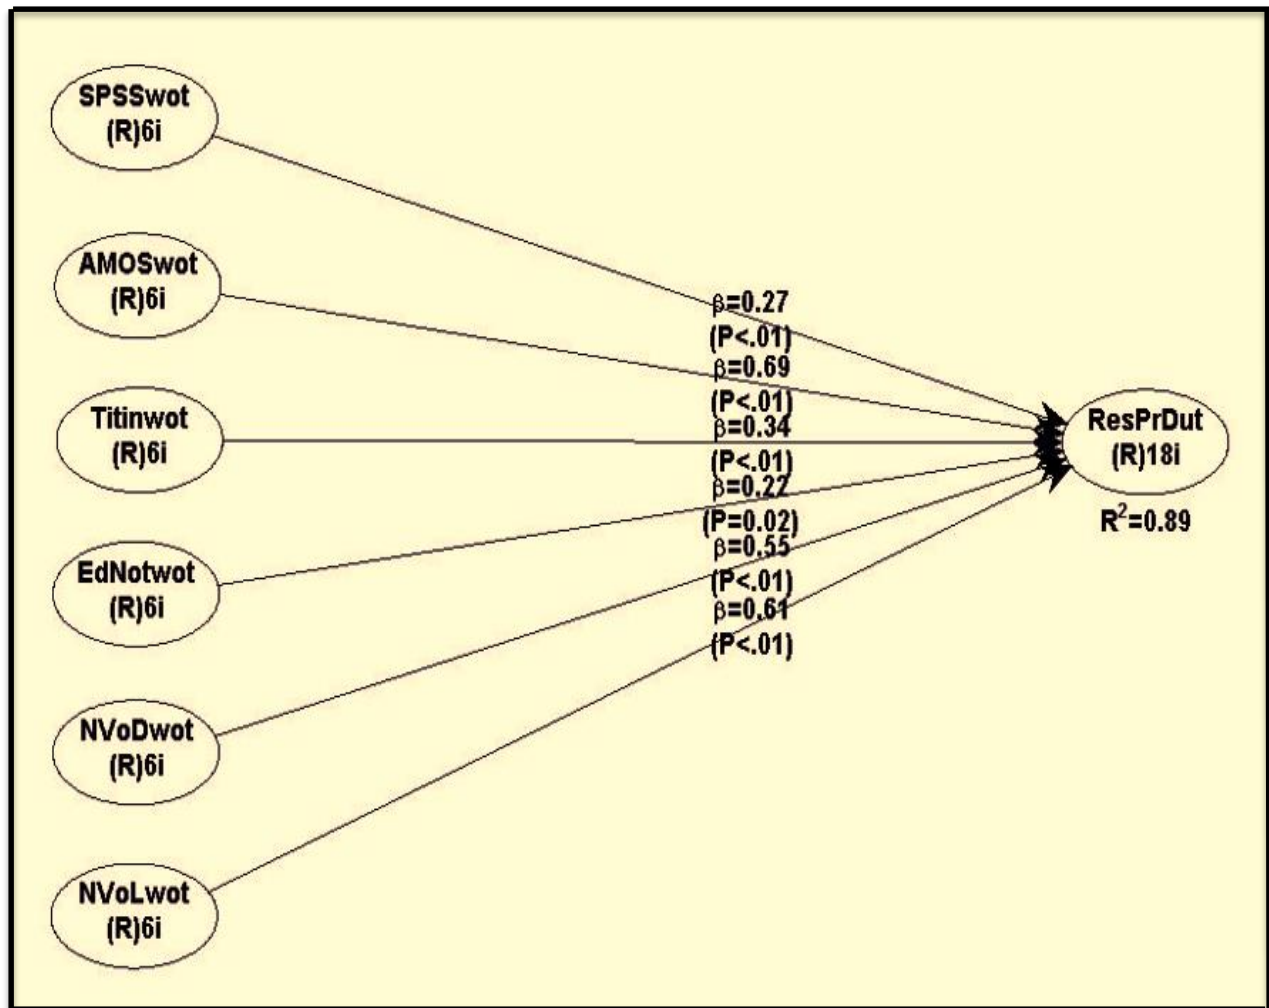 SPSSwot
(R)6i
AMOSwot
(R)6i
Titinwot
(R)6i
EdNotwot
(R)6i
NVoDwot
(R)6i
NVoLwot
(R)6i
β=0.27
(P<.01)
β=0.69
(P<.01)
β=0.34
(P<.01)
β=0.22
(P=0.02)
β=0.55
(P<.01)
β=0.61
(P<.01)
ResPrDut
(R)18i
R²=0.89